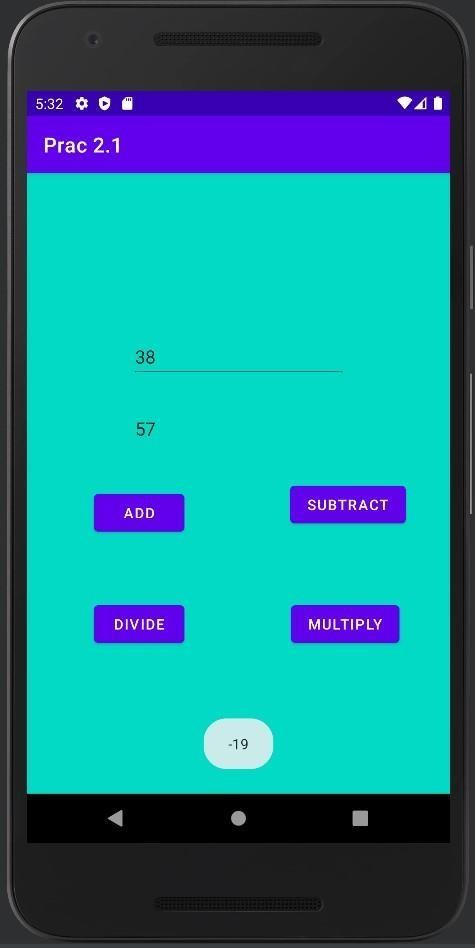 5:32
Prac 2.1
38
57
ADD
SUBTRACT
DIVIDE
MULTIPLY
-19